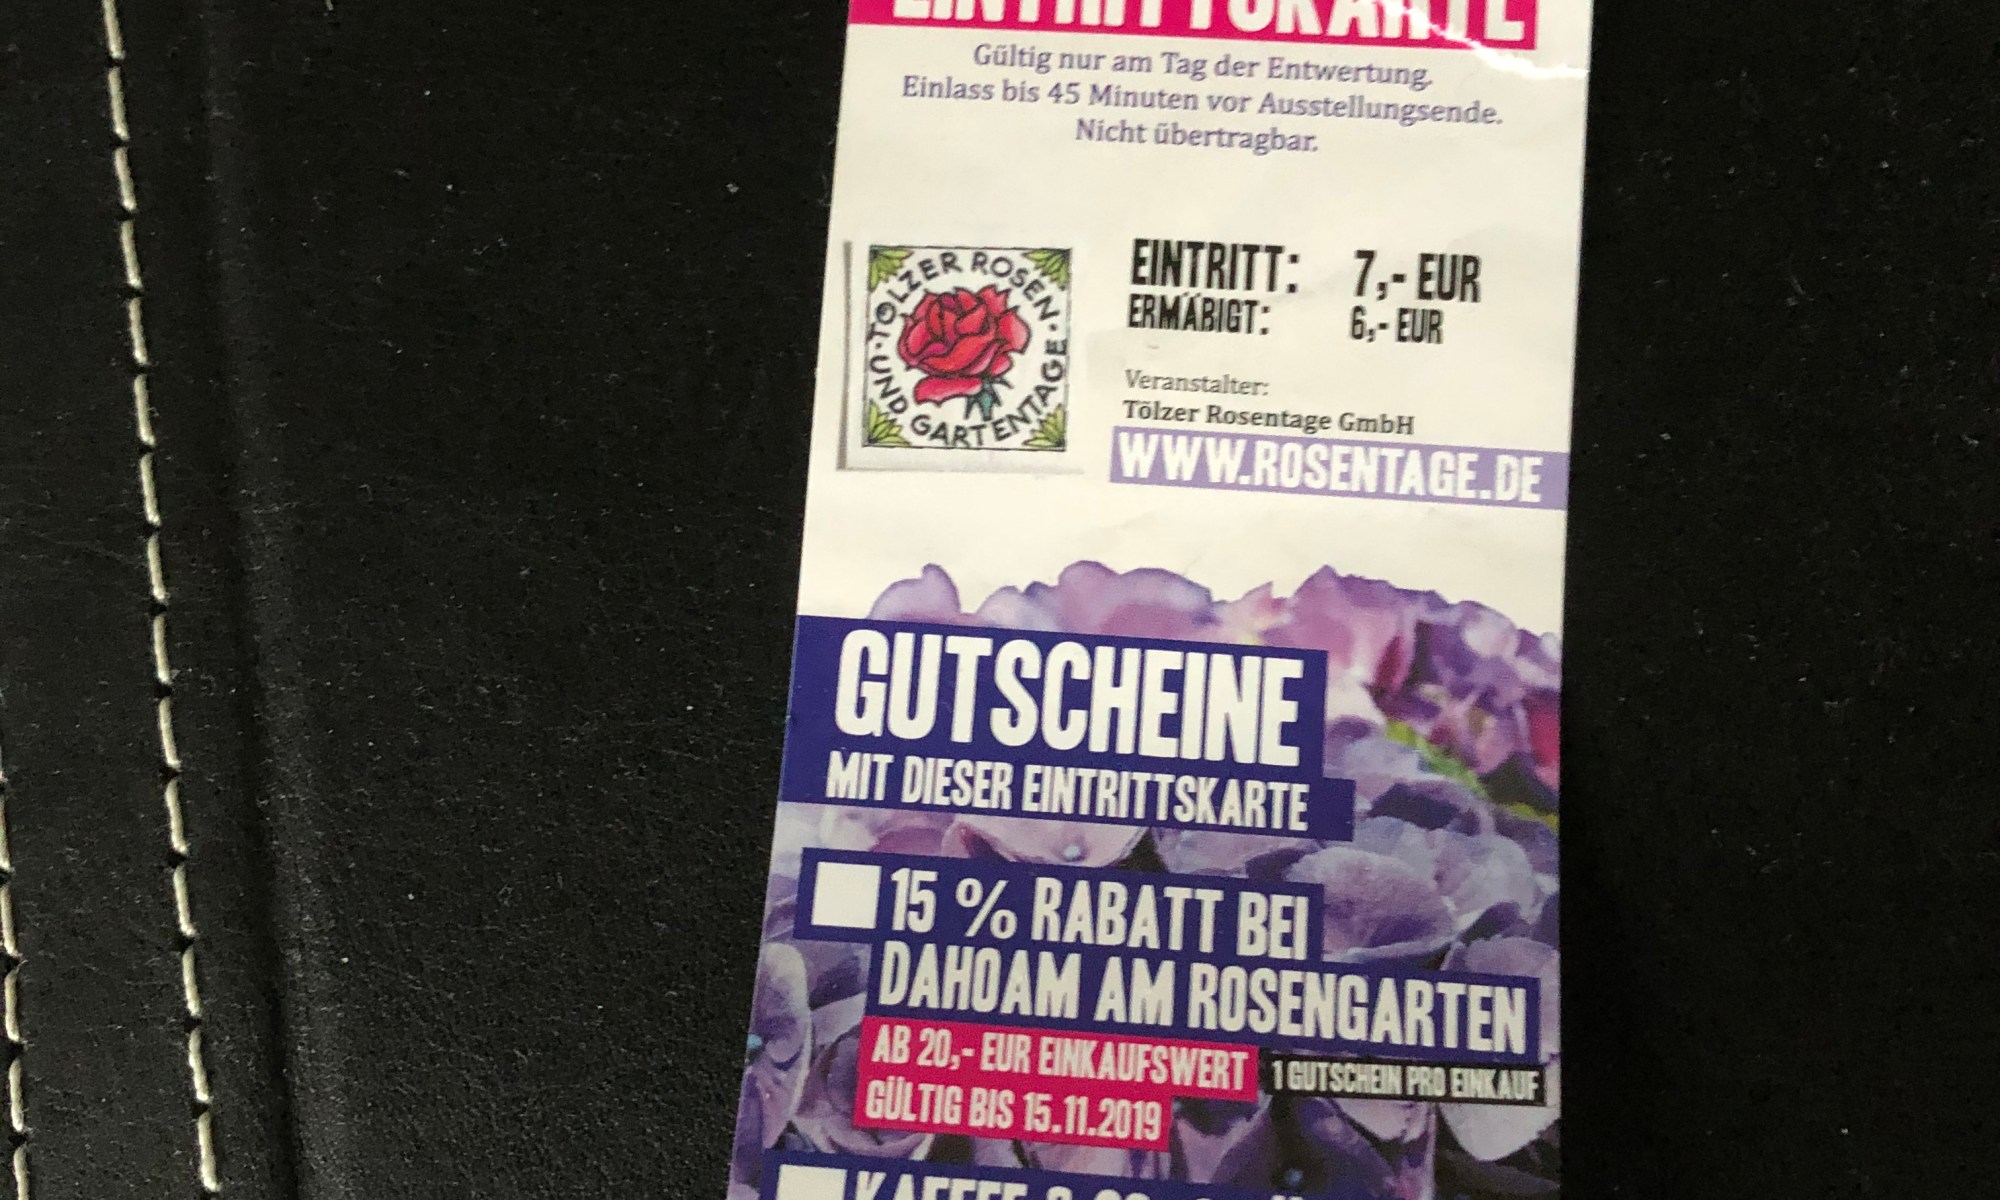 EINTRITTSKARTE
Gültig nur am Tag der Entwertung.
Einlass bis 45 Minuten vor Ausstellungsende.
Nicht übertragbar.
TÖLZER ROSEN-
UND GARTENTAGE
EINTRITT: 7,- EUR
ERMÄßIGT: 6,- EUR
Veranstalter:
Tölzer Rosentage GmbH
WWW.ROSENTAGE.DE
GUTSCHEINE
MIT DIESER EINTRITTSKARTE
15 % RABATT BEI
DAHOAM AM ROSENGARTEN
AB 20,- EUR EINKAUFSWERT
1 GUTSCHEIN PRO EINKAUF
GÜLTIG BIS 15.11.2019
KAFFEE